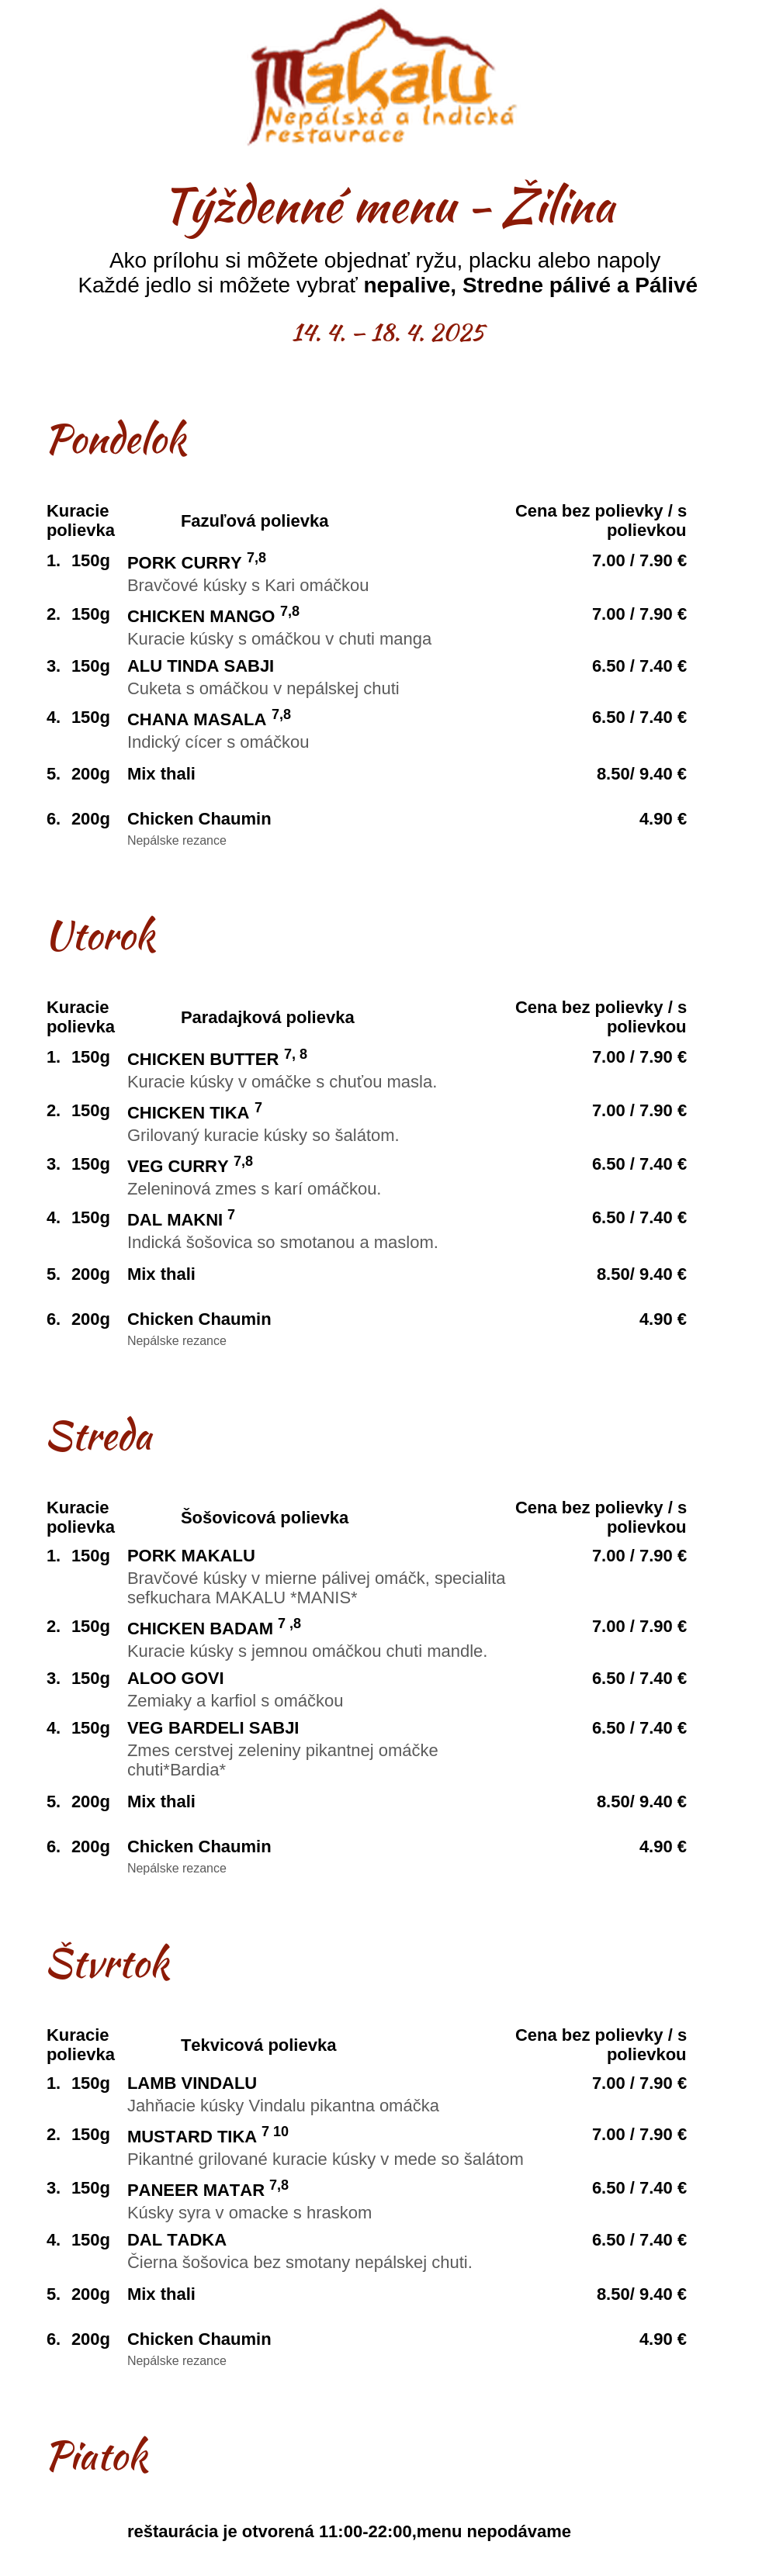 Makalu
Nepálská a Indická
restaurace
Týždenné menu – Žilina
Ako prílohu si môžete objednať ryžu, placku alebo napoly
Každé jedlo si môžete vybrať nepalive, Stredne pálivé a Pálivé
14. 4. – 18. 4. 2025
Pondelok
Kuracie polievka Fazuľová polievka Cena bez polievky / s polievkou
1. 150g PORK CURRY 7,8 7.00 / 7.90 €
Bravčové kúsky s Kari omáčkou
2. 150g CHICKEN MANGO 7,8 7.00 / 7.90 €
Kuracie kúsky s omáčkou v chuti manga
3. 150g ALU TINDA SABJI 6.50 / 7.40 €
Cuketa s omáčkou v nepálskej chuti
4. 150g CHANA MASALA 7,8 6.50 / 7.40 €
Indický cícer s omáčkou
5. 200g Mix thali 8.50/ 9.40 €
6. 200g Chicken Chaumin 4.90 €
Nepálske rezance
Utorok
Kuracie polievka Paradajková polievka Cena bez polievky / s polievkou
1. 150g CHICKEN BUTTER 7, 8 7.00 / 7.90 €
Kuracie kúsky v omáčke s chuťou masla.
2. 150g CHICKEN TIKA 7 7.00 / 7.90 €
Grilovaný kuracie kúsky so šalátom.
3. 150g VEG CURRY 7,8 6.50 / 7.40 €
Zeleninová zmes s karí omáčkou.
4. 150g DAL MAKNI 7 6.50 / 7.40 €
Indická šošovica so smotanou a maslom.
5. 200g Mix thali 8.50/ 9.40 €
6. 200g Chicken Chaumin 4.90 €
Nepálske rezance
Streda
Kuracie polievka Šošovicová polievka Cena bez polievky / s polievkou
1. 150g PORK MAKALU 7.00 / 7.90 €
Bravčové kúsky v mierne pálivej omáčk, specialita
sefkuchara MAKALU *MANIS*
2. 150g CHICKEN BADAM 7 ,8 7.00 / 7.90 €
Kuracie kúsky s jemnou omáčkou chuti mandle.
3. 150g ALOO GOVI 6.50 / 7.40 €
Zemiaky a karfiol s omáčkou
4. 150g VEG BARDELI SABJI 6.50 / 7.40 €
Zmes cerstvej zeleniny pikantnej omáčke
chuti*Bardia*
5. 200g Mix thali 8.50/ 9.40 €
6. 200g Chicken Chaumin 4.90 €
Nepálske rezance
Štvrtok
Kuracie polievka Tekvicová polievka Cena bez polievky / s polievkou
1. 150g LAMB VINDALU 7.00 / 7.90 €
Jahňacie kúsky Vindalu pikantna omáčka
2. 150g MUSTARD TIKA 7 10 7.00 / 7.90 €
Pikantné grilované kuracie kúsky v mede so šalátom
3. 150g PANEER MATAR 7,8 6.50 / 7.40 €
Kúsky syra v omacke s hraskom
4. 150g DAL TADKA 6.50 / 7.40 €
Čierna šošovica bez smotany nepálskej chuti.
5. 200g Mix thali 8.50/ 9.40 €
6. 200g Chicken Chaumin 4.90 €
Nepálske rezance
Piatok
reštaurácia je otvorená 11:00-22:00,menu nepodávame